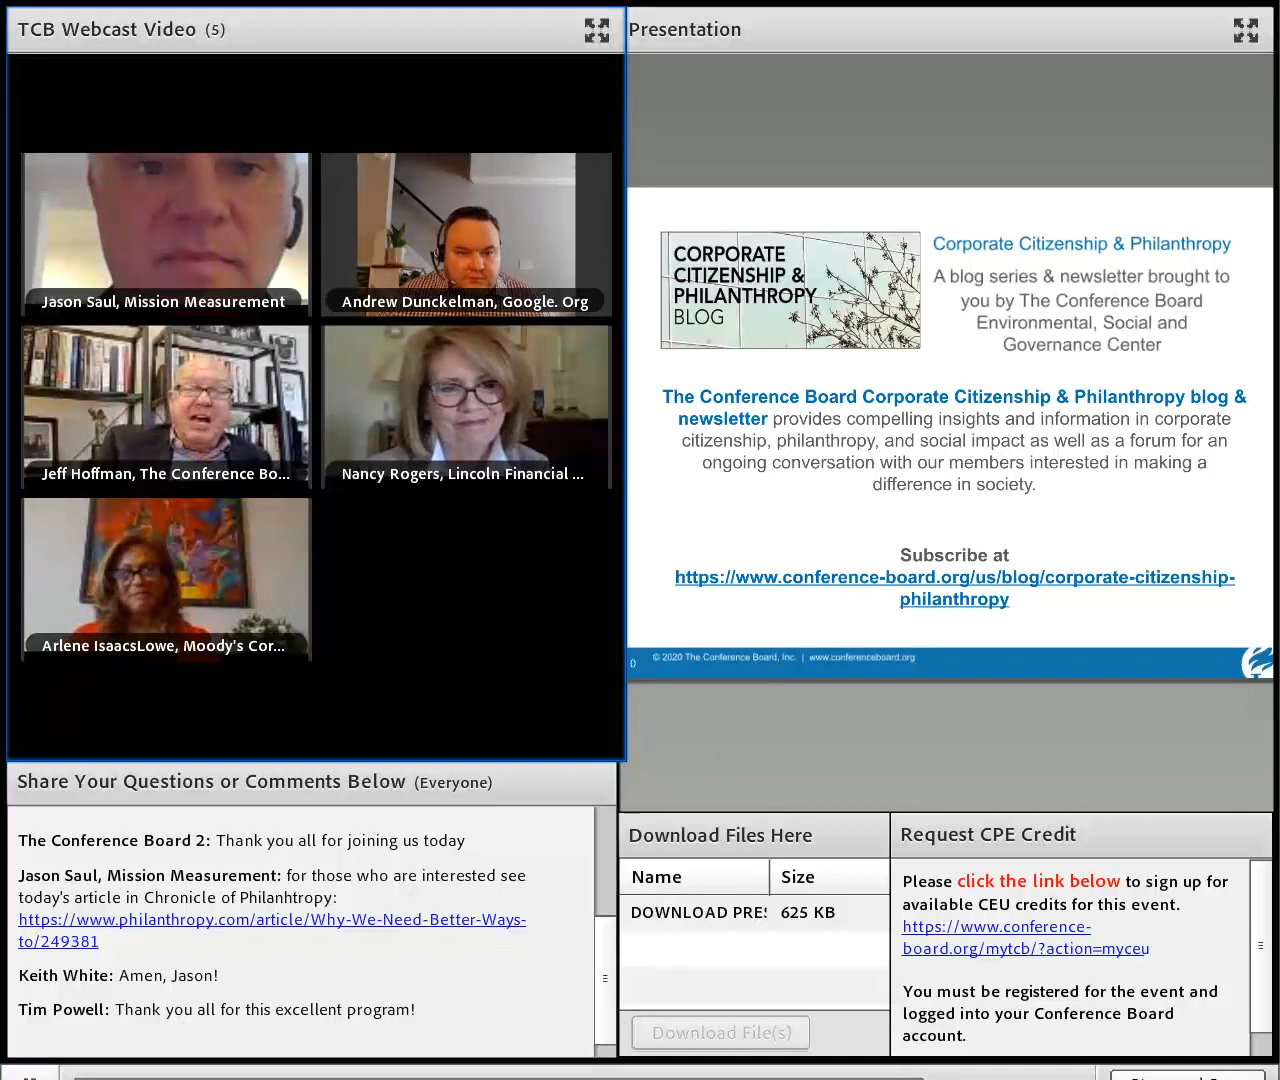 TCB Webcast Video (5)
Jason Saul, Mission Measurement
Andrew Dunckelman, Google. Org
Jeff Hoffman, The Conference Bo...
Nancy Rogers, Lincoln Financial ...
Arlene IsaacsLowe, Moody's Cor...
Presentation
CORPORATE
CITIZENSHIP &
PHILANTHROPY
BLOG
Corporate Citizenship & Philanthropy
A blog series & newsletter brought to
you by The Conference Board
Environmental, Social and
Governance Center
The Conference Board Corporate Citizenship & Philanthropy blog &
newsletter provides compelling insights and information in corporate
citizenship, philanthropy, and social impact as well as a forum for an
ongoing conversation with our members interested in making a
difference in society.
Subscribe at
https://www.conference-board.org/us/blog/corporate-citizenship-
philanthropy
0 © 2020 The Conference Board, Inc. | www.conferenceboard.org
Share Your Questions or Comments Below (Everyone)
The Conference Board 2: Thank you all for joining us today
Jason Saul, Mission Measurement: for those who are interested see
today's article in Chronicle of Philanhtropy:
https://www.philanthropy.com/article/Why-We-Need-Better-Ways-
to/249381
Keith White: Amen, Jason!
Tim Powell: Thank you all for this excellent program!
Download Files Here
Name Size
DOWNLOAD PRES 625 KB
Download File(s)
Request CPE Credit
Please click the link below to sign up for
available CEU credits for this event.
https://www.conference-
board.org/mytcb/?action=myceu
You must be registered for the event and
logged into your Conference Board
account.